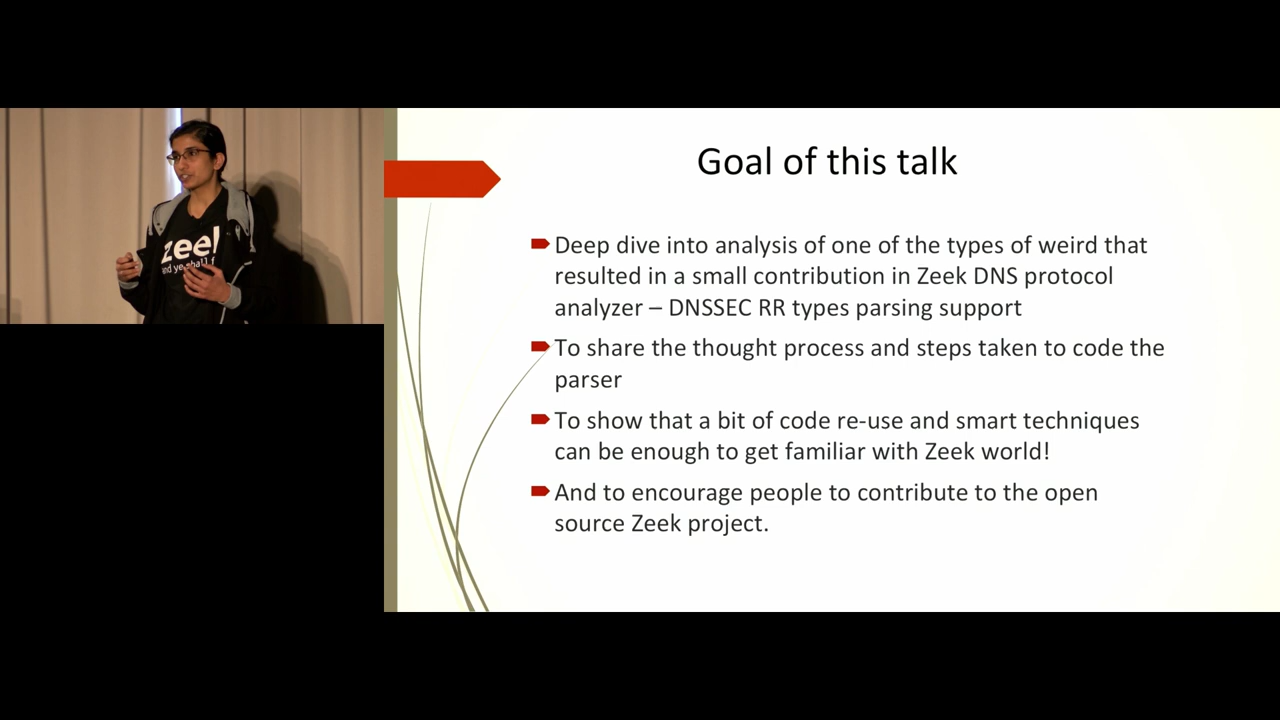 zeek
Goal of this talk
Deep dive into analysis of one of the types of weird that
resulted in a small contribution in Zeek DNS protocol
analyzer – DNSSEC RR types parsing support
To share the thought process and steps taken to code the
parser
To show that a bit of code re-use and smart techniques
can be enough to get familiar with Zeek world!
And to encourage people to contribute to the open
source Zeek project.